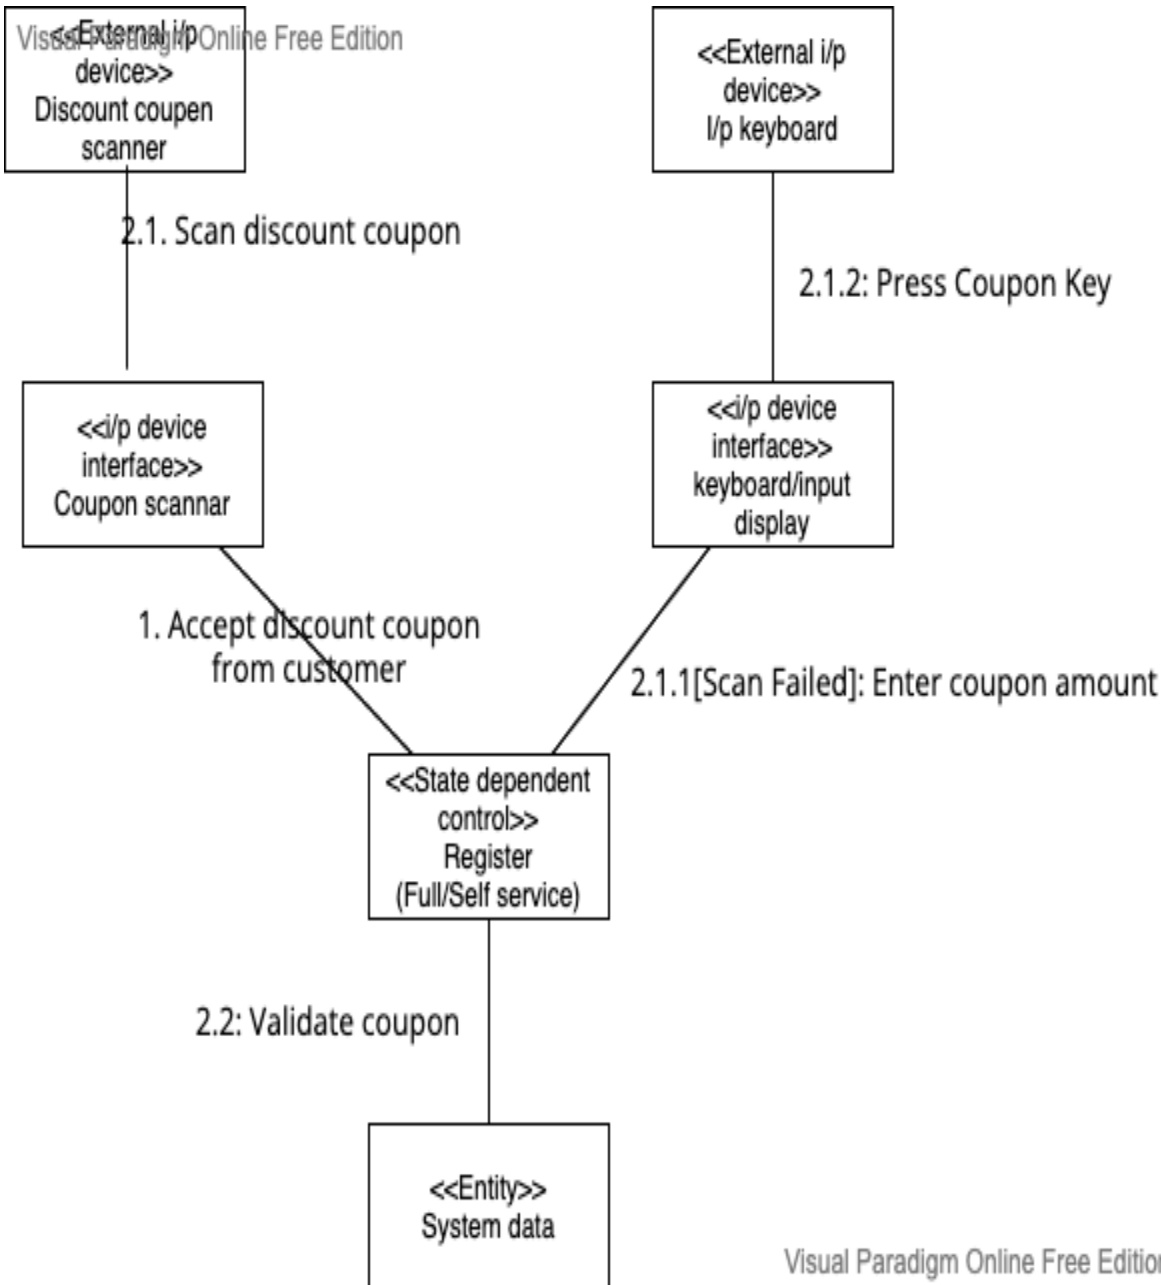 Visual Paradigm Online Free Edition
<<External i/p
device>>
Discount coupen
scanner
<<External i/p
device>>
I/p keyboard
2.1. Scan discount coupon
2.1.2: Press Coupon Key
<<i/p device
interface>>
Coupon scannar
<<i/p device
interface>>
keyboard/input
display
1. Accept discount coupon
from customer
2.1.1[Scan Failed]: Enter coupon amount
<<State dependent
control>>
Register
(Full/Self service)
2.2: Validate coupon
<<Entity>>
System data
Visual Paradigm Online Free Edition